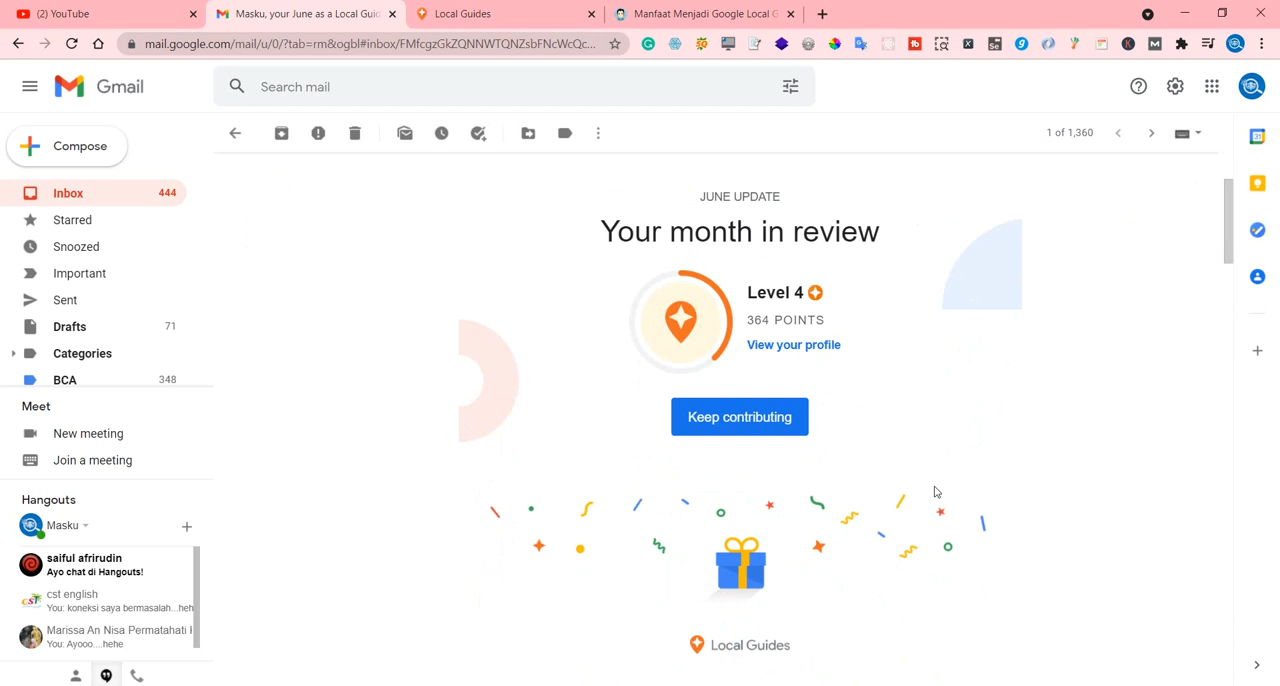 (2) YouTube
Masku, your June as a Local Guid
Local Guides
Manfaat Menjadi Google Local G
mail.google.com/mail/u/0/?tab=rm&ogbl#inbox/FMfcgzGkZQNNWTQNZsbFNcWcQc...
Gmail
Search mail
Compose
1 of 1,360
Inbox 444
Starred
Snoozed
Important
Sent
Drafts 71
Categories
BCA 348
Meet
New meeting
Join a meeting
Hangouts
Masku
saiful afrirudin
Ayo chat di Hangouts!
cst english
You: koneksi saya bermasalah...heh
Marissa An Nisa Permatahati
You: Ayooo....hehe
JUNE UPDATE
Your month in review
Level 4
364 POINTS
View your profile
Keep contributing
Local Guides